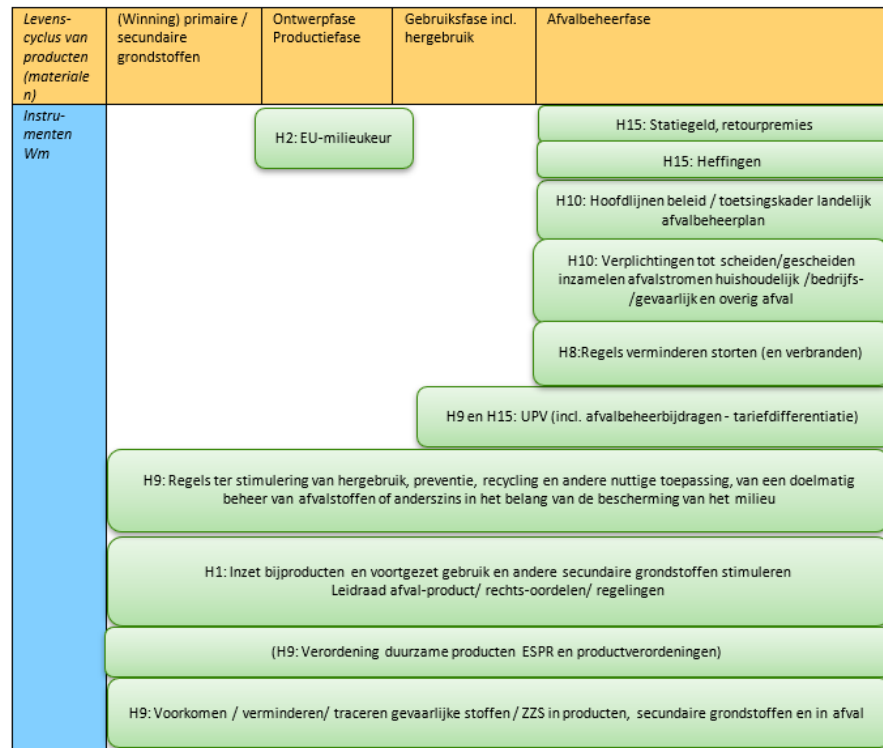 Levens-
cyclus van
producten
(materiale
n)
(Winning) primaire /
secundaire
grondstoffen
Ontwerpfase
Productiefase
Gebruiksfase incl.
hergebruik
Afvalbeheerfase
Instru-
menten
Wm
H2: EU-milieukeur
H15: Statiegeld, retourpremies
H15: Heffingen
H10: Hoofdlijnen beleid / toetsingskader landelijk
afvalbeheerplan
H10: Verplichtingen tot scheiden/gescheiden
inzamelen afvalstromen huishoudelijk /bedrijfs-
/gevaarlijk en overig afval
H8:Regels verminderen storten (en verbranden)
H9 en H15: UPV (incl. afvalbeheerbijdragen - tariefdifferentiatie)
H9: Regels ter stimulering van hergebruik, preventie, recycling en andere nuttige toepassing, van een doelmatig
beheer van afvalstoffen of anderszins in het belang van de bescherming van het milieu
H1: Inzet bijproducten en voortgezet gebruik en andere secundaire grondstoffen stimuleren
Leidraad afval-product/ rechts-oordelen/ regelingen
(H9: Verordening duurzame producten ESPR en productverordeningen)
H9: Voorkomen / verminderen/ traceren gevaarlijke stoffen / ZZS in producten, secundaire grondstoffen en in afval